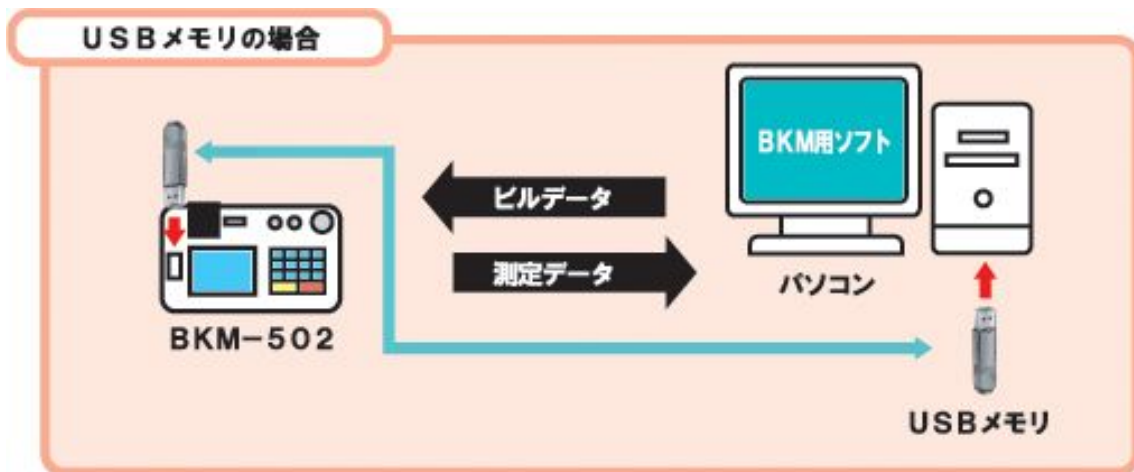 USBメモリの場合
BKM用ソフト
ビルデータ
測定データ
パソコン
BKM-502
USBメモリ